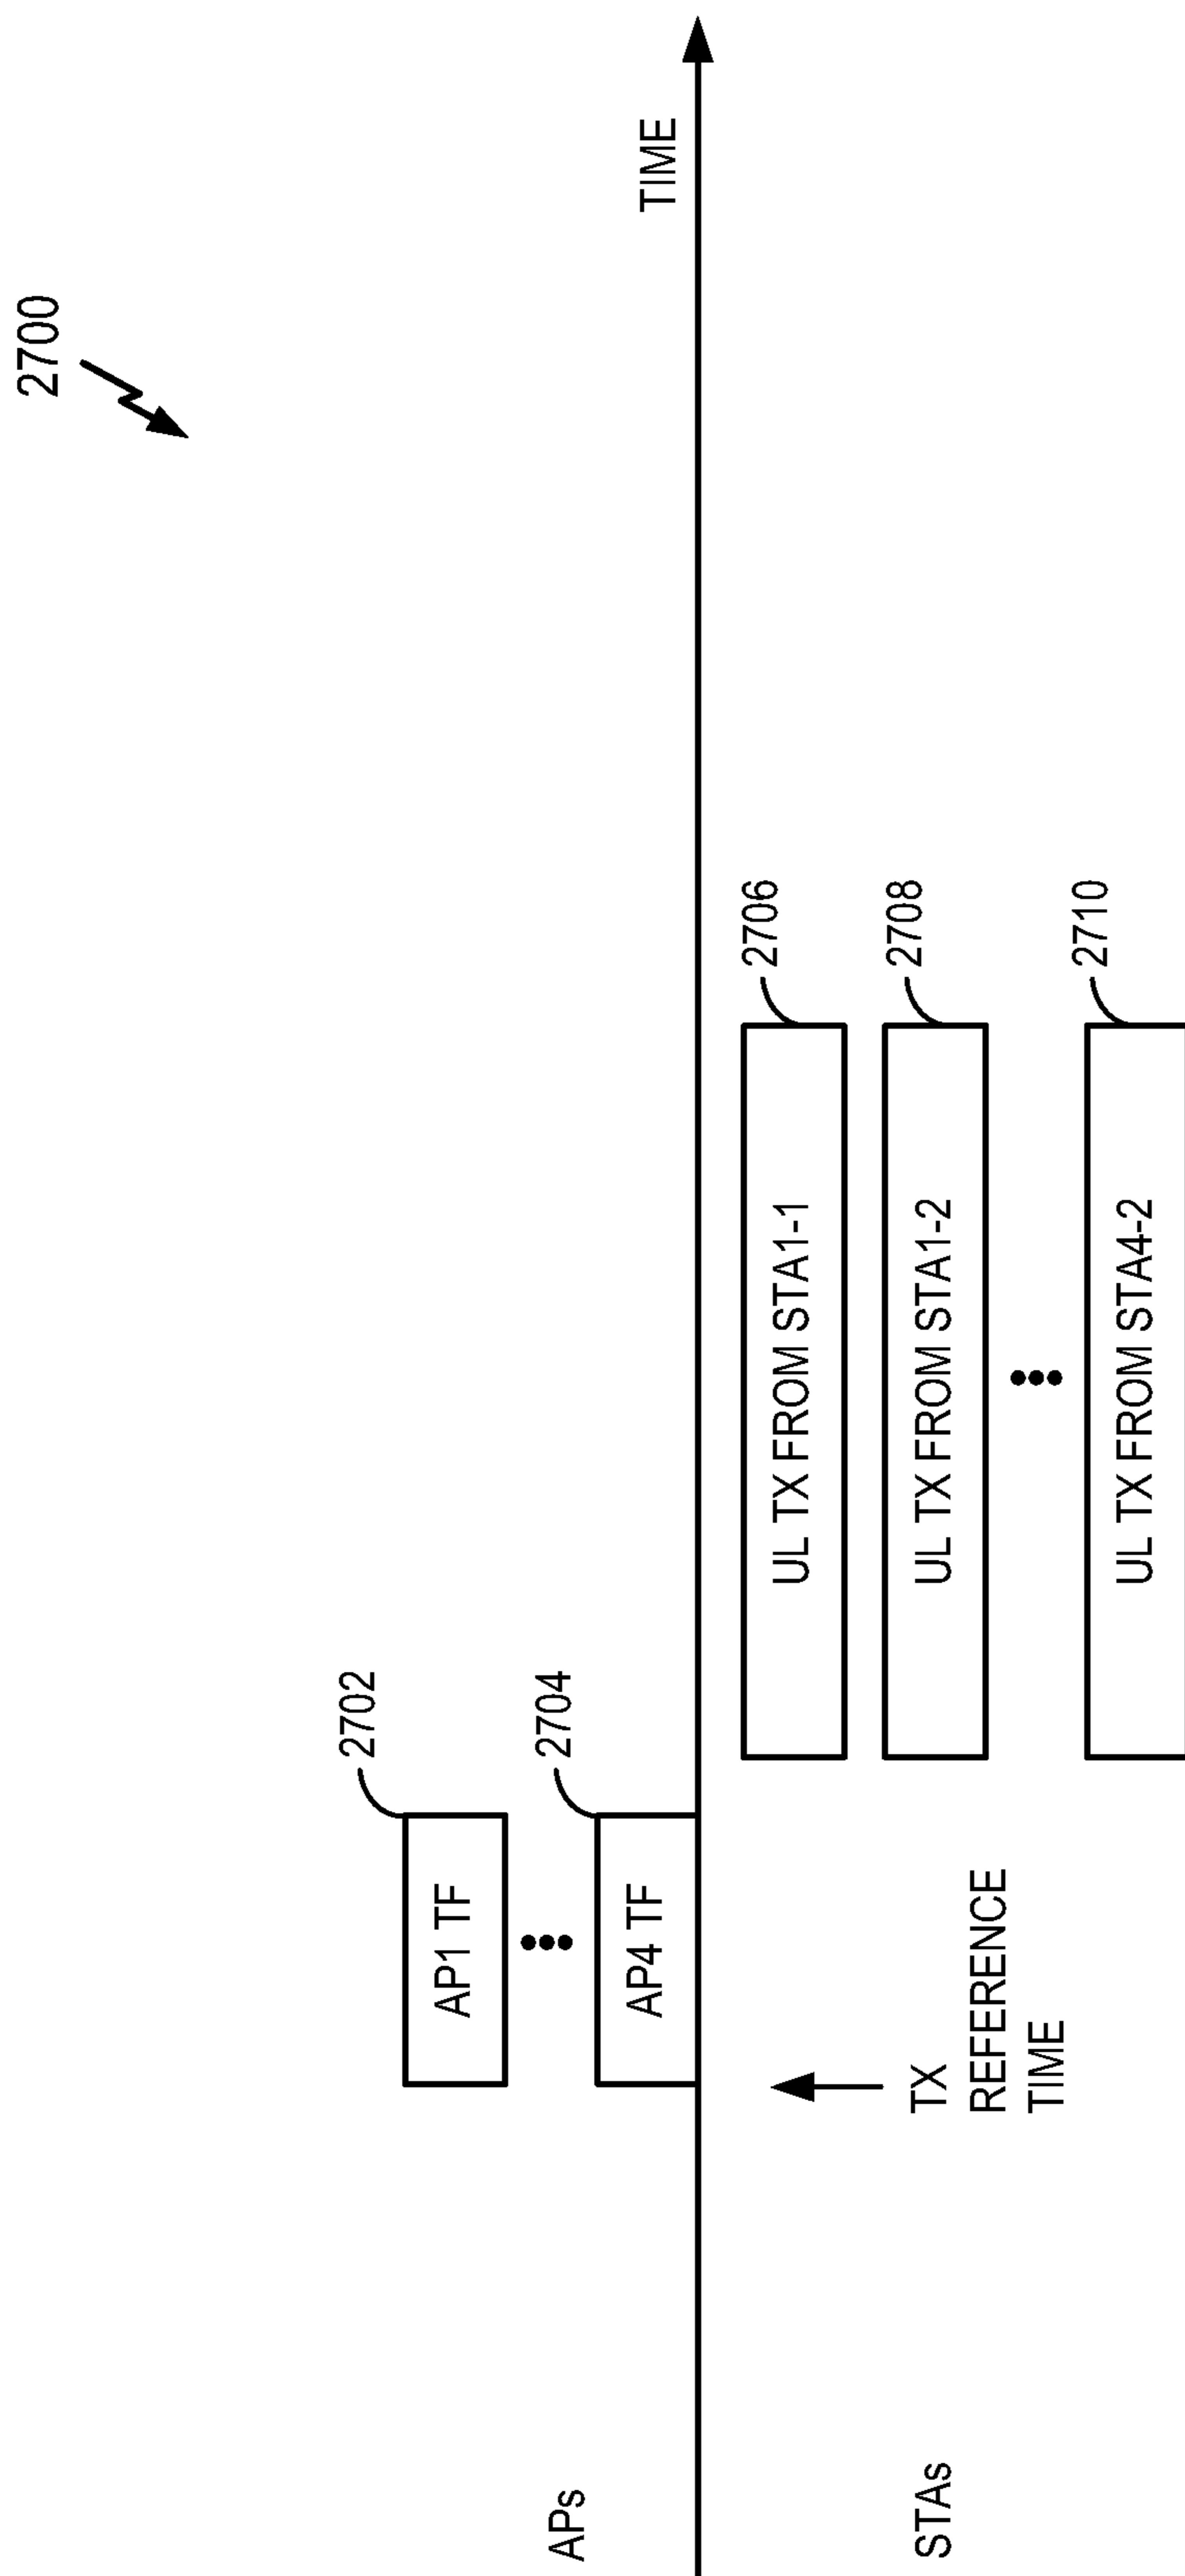 2700
2702
AP1 TF
2704
AP4 TF
APs
TIME
2706
UL TX FROM STA1-1
2708
UL TX FROM STA1-2
2710
UL TX FROM STA4-2
TX
REFERENCE
TIME
STAs